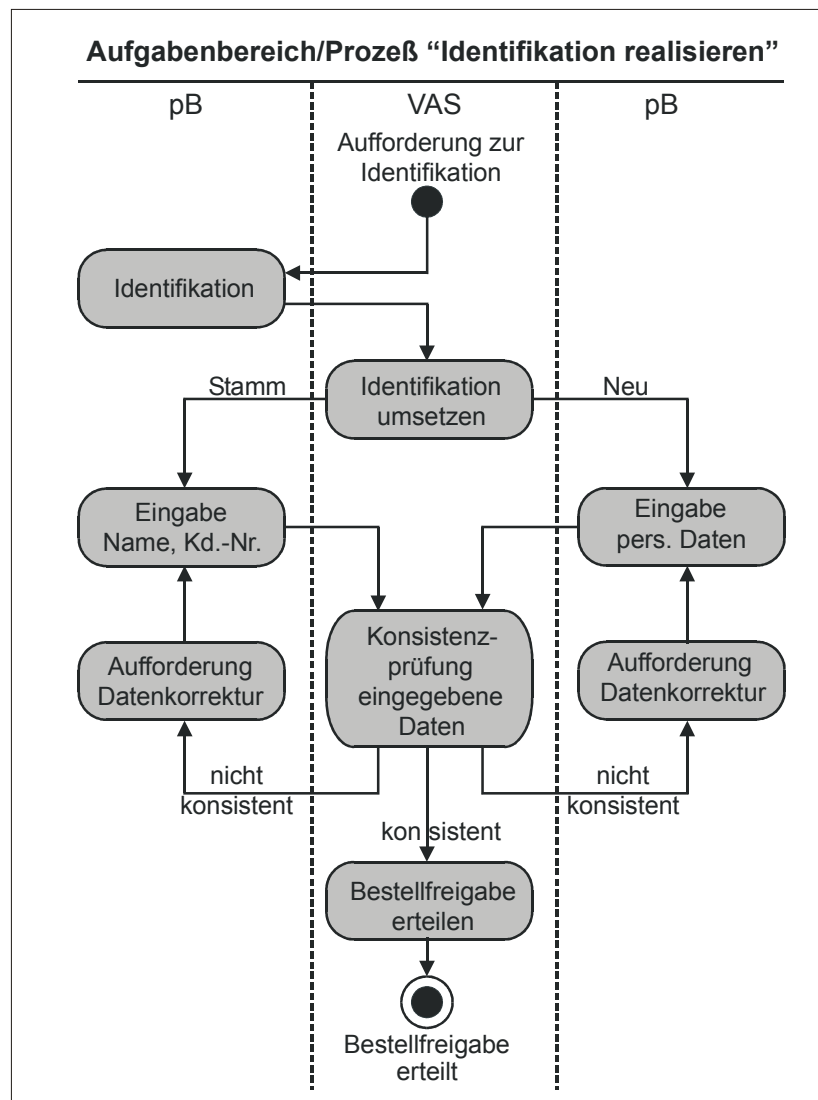 Aufgabenbereich/Prozeß “Identifikation realisieren”
pB
VAS
pB
Aufforderung zur
Identifikation
Identifikation
Stamm
Identifikation
umsetzen
Neu
Eingabe
Name, Kd.-Nr.
Eingabe
pers. Daten
Aufforderung
Datenkorrektur
Konsistenz-
prüfung
eingegebene
Daten
Aufforderung
Datenkorrektur
nicht
konsistent
nicht
konsistent
kon sistent
Bestellfreigabe
erteilen
Bestellfreigabe
erteilt